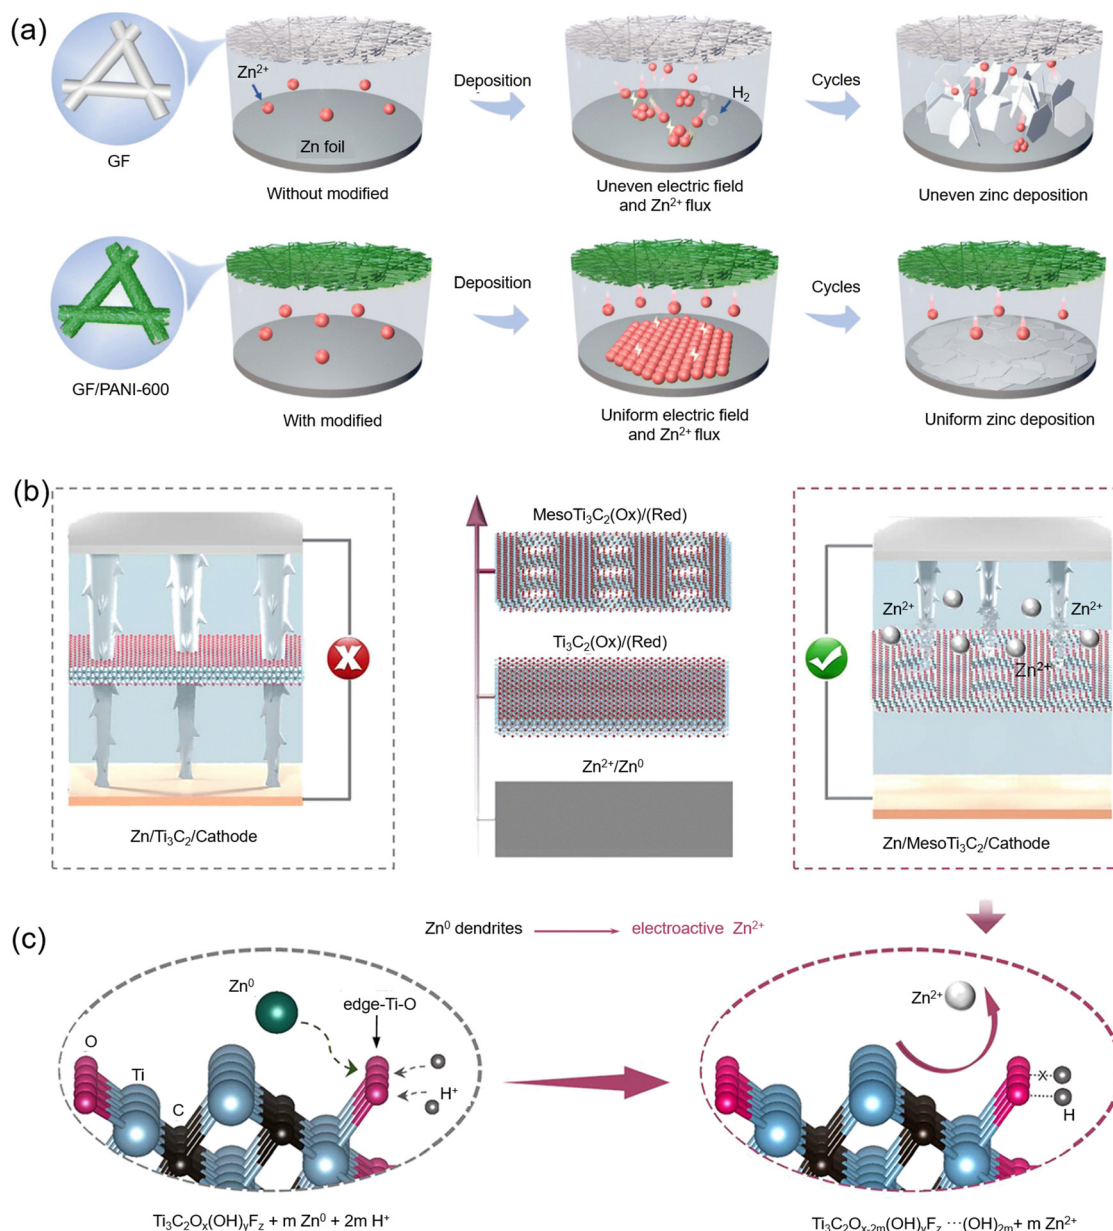 (a)
Zn²⁺
Zn foil
GF
Without modified
Deposition
H₂
Uneven electric field
and Zn²⁺ flux
Cycles
Uneven zinc deposition
GF/PANI-600
With modified
Deposition
Uniform electric field
and Zn²⁺ flux
Cycles
Uniform zinc deposition
(b)
Zn/Ti₃C₂/Cathode
MesoTi₃C₂(Ox)/(Red)
Ti₃C₂(Ox)/(Red)
Zn²⁺/Zn⁰
Zn²⁺
Zn²⁺
Zn²⁺
Zn/MesoTi₃C₂/Cathode
(c)
Zn⁰ dendrites
electroactive Zn²⁺
Zn⁰
edge-Ti-O
O
Ti
C
H⁺
Ti₃C₂Oₓ(OH)ᵧF_z + m Zn⁰ + 2m H⁺
Zn²⁺
x
H
Ti₃C₂Oₓ₋₂ₘ(OH)ᵧF_z ···(OH)₂ₘ+ m Zn²⁺